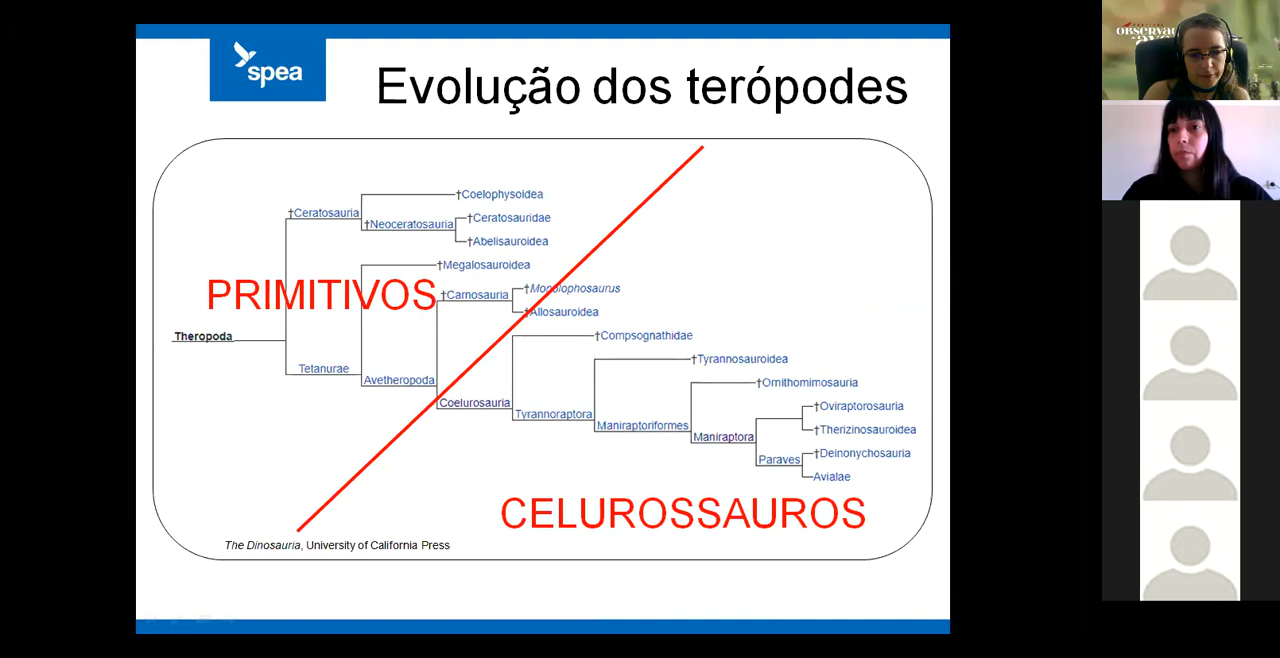 spea
Evolução dos terópodes
†Coelophysoidea
†Ceratosauria
†Ceratosauridae
†Neoceratosauria
†Abelisauroidea
†Megalosauroidea
PRIMITIVOS
†Carnosauria
†Monolophosaurus
†Allosauroidea
Theropoda
†Compsognathidae
†Tyrannosauroidea
Tetanurae
Avetheropoda
†Ornithomimosauria
Coelurosauria
†Oviraptorosauria
Tyrannoraptora
Maniraptoriformes
†Therizinosauroidea
Maniraptora
†Deinonychosauria
Paraves
Avialae
CELUROSSAUROS
The Dinosauria, University of California Press